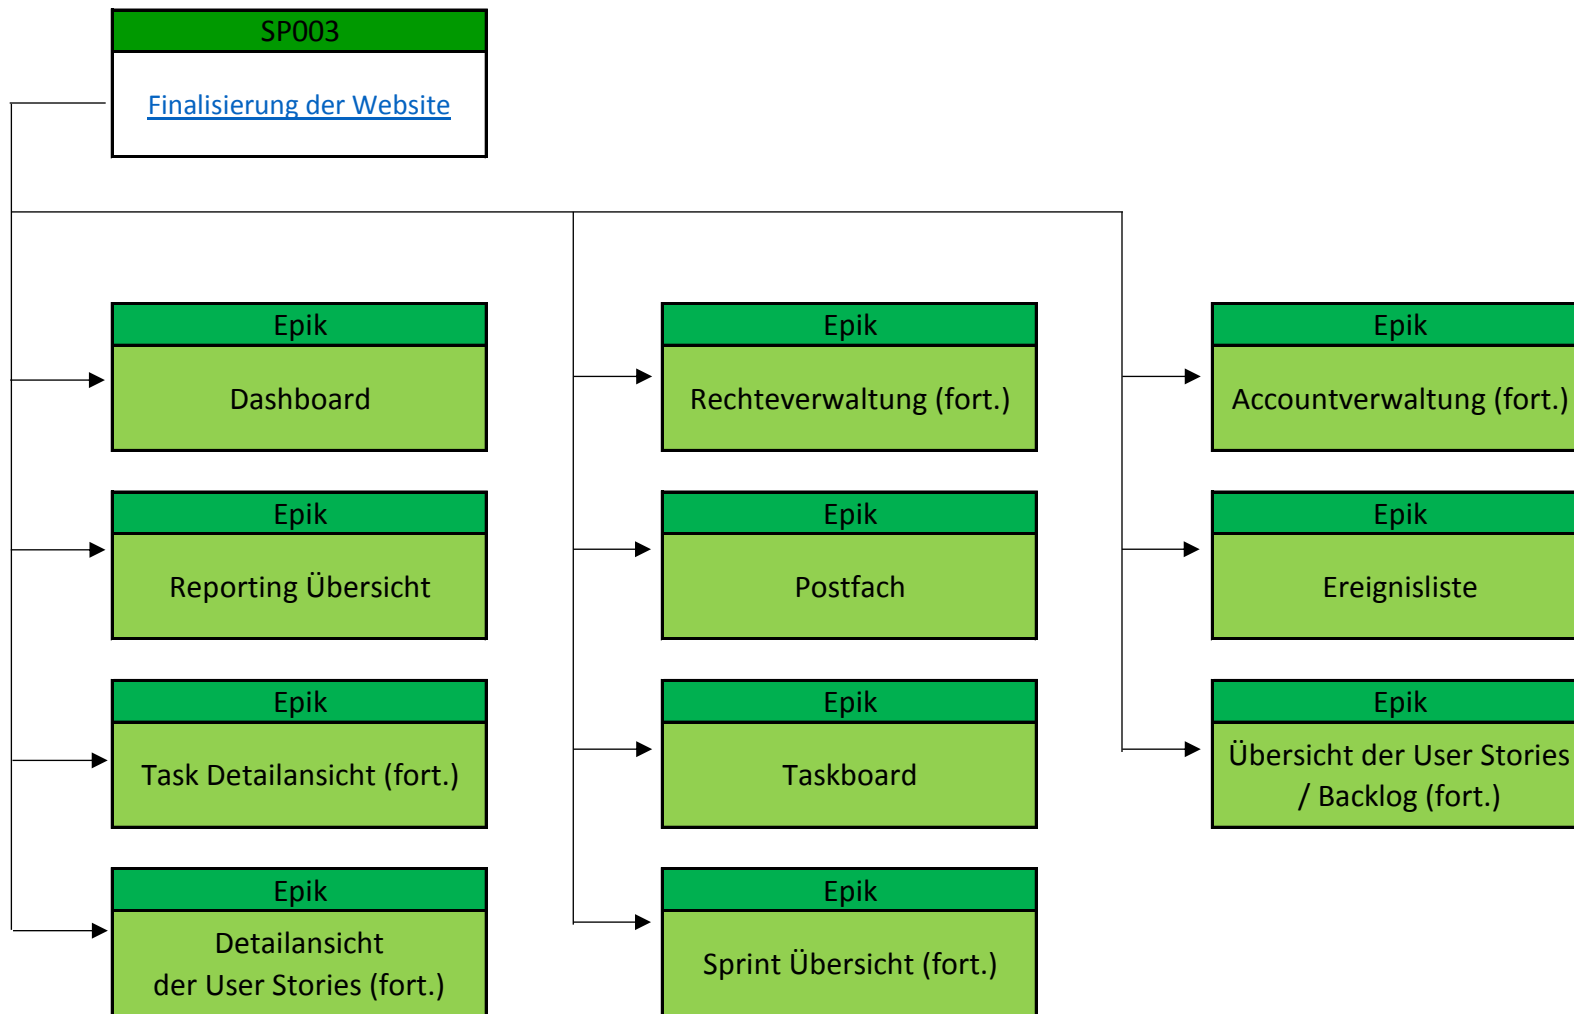 SP003
Finalisierung der Website
Epik
Epik
Epik
Dashboard
Rechteverwaltung (fort.)
Accountverwaltung (fort.)
Epik
Epik
Epik
Reporting Übersicht
Postfach
Ereignisliste
Epik
Epik
Epik
Task Detailansicht (fort.)
Taskboard
Übersicht der User Stories
/ Backlog (fort.)
Epik
Epik
Detailansicht
der User Stories (fort.)
Sprint Übersicht (fort.)